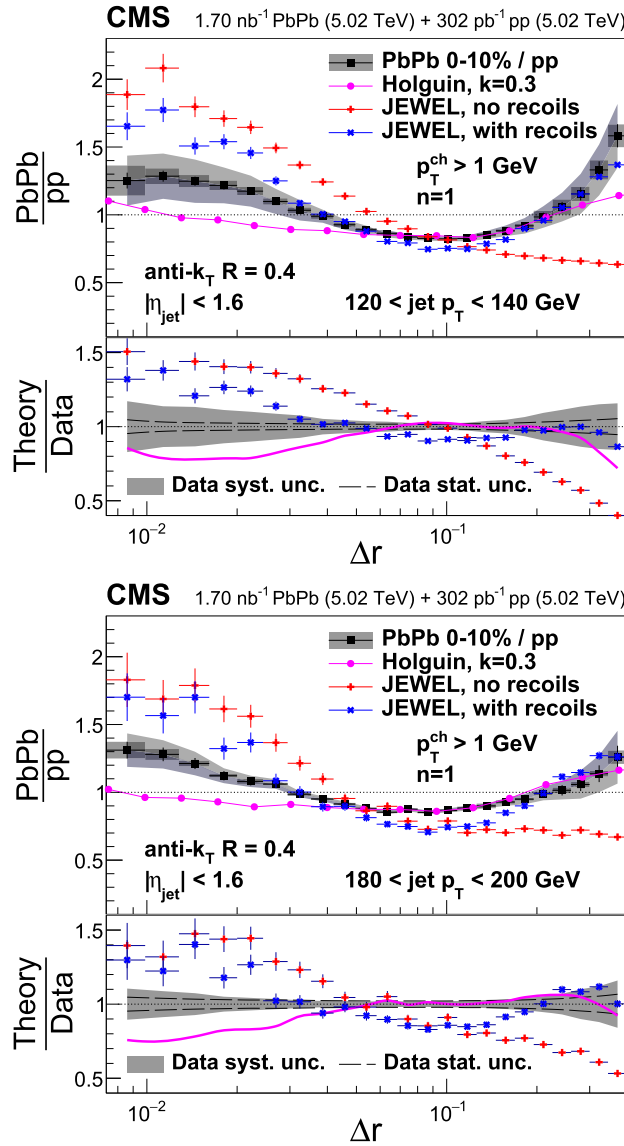 CMS 1.70 nb⁻¹ PbPb (5.02 TeV) + 302 pb⁻¹ pp (5.02 TeV)
PbPb 0-10% / pp
Holguin, k=0.3
JEWEL, no recoils
JEWEL, with recoils
p_T^ch > 1 GeV
n=1
PbPb
pp
2
1.5
1
0.5
anti-k_T R = 0.4
|η_jet| < 1.6 120 < jet p_T < 140 GeV
Theory
Data
1.5
1
0.5
Data syst. unc. Data stat. unc.
10⁻² 10⁻¹
Δr
CMS 1.70 nb⁻¹ PbPb (5.02 TeV) + 302 pb⁻¹ pp (5.02 TeV)
PbPb 0-10% / pp
Holguin, k=0.3
JEWEL, no recoils
JEWEL, with recoils
p_T^ch > 1 GeV
n=1
PbPb
pp
2
1.5
1
0.5
anti-k_T R = 0.4
|η_jet| < 1.6 180 < jet p_T < 200 GeV
Theory
Data
1.5
1
0.5
Data syst. unc. Data stat. unc.
10⁻² 10⁻¹
Δr